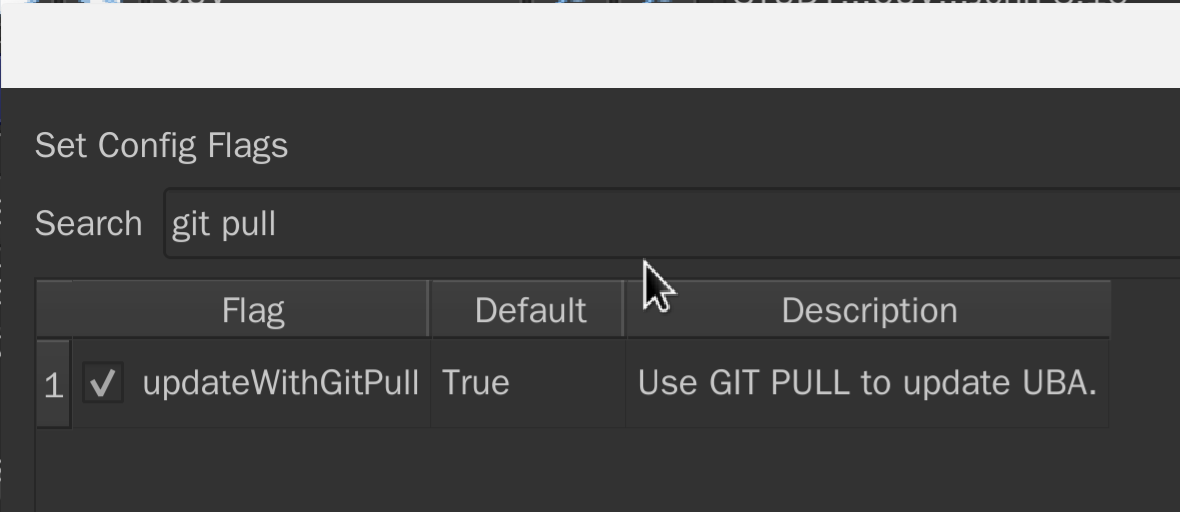 Set Config Flags
Search git pull
Flag Default Description
1 updateWithGitPull True Use GIT PULL to update UBA.